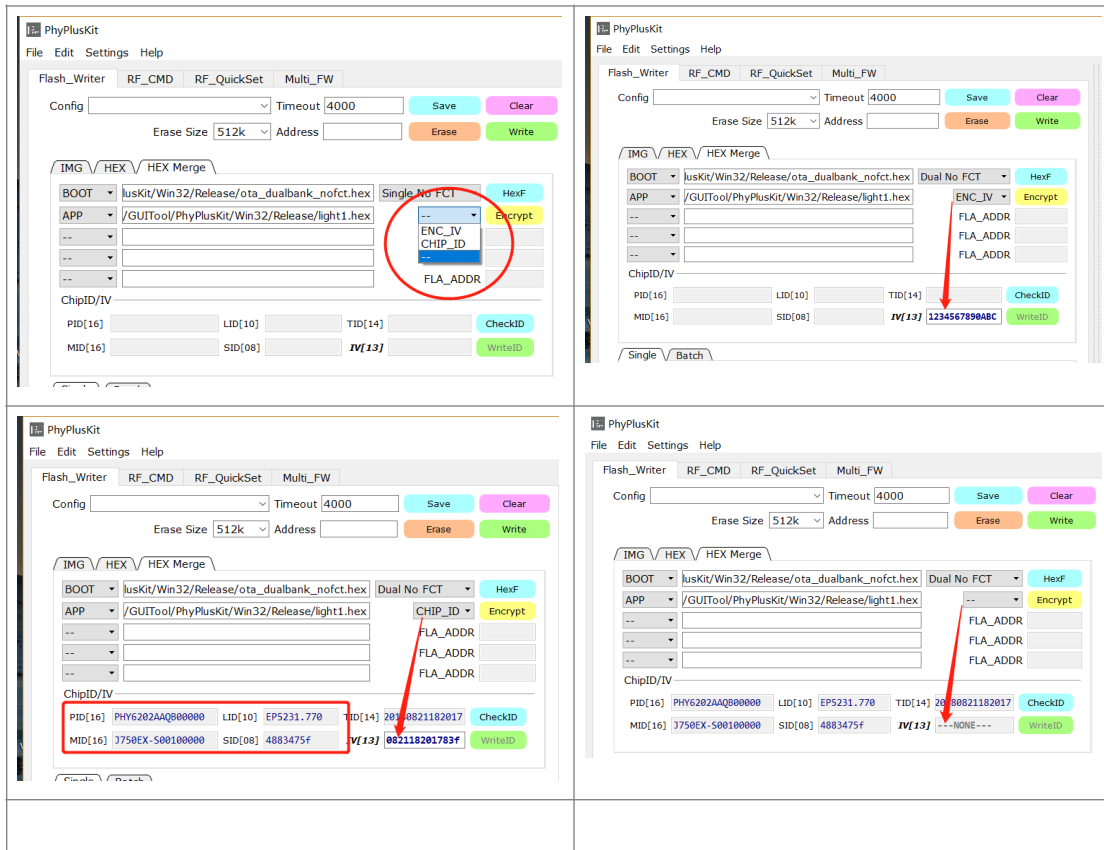 PhyPlusKit
File Edit Settings Help
Flash_Writer RF_CMD RF_QuickSet Multi_FW
Config Timeout 4000 Save Clear
Erase Size 512k Address Erase Write
IMG HEX HEX Merge
BOOT lusKit/Win32/Release/ota_dualbank_nofct.hex Single No FCT HexF
APP /GUITool/PhyPlusKit/Win32/Release/light1.hex -- Encrypt
-- ENC_IV
CHIP_ID
-- --
-- FLA_ADDR
ChipID/IV
PID[16] LID[10] TID[14] CheckID
MID[16] SID[08] IV[13] WriteID
PhyPlusKit
File Edit Settings Help
Flash_Writer RF_CMD RF_QuickSet Multi_FW
Config Timeout 4000 Save Clear
Erase Size 512k Address Erase Write
IMG HEX HEX Merge
BOOT lusKit/Win32/Release/ota_dualbank_nofct.hex Dual No FCT HexF
APP /GUITool/PhyPlusKit/Win32/Release/light1.hex ENC_IV Encrypt
-- FLA_ADDR
-- FLA_ADDR
-- FLA_ADDR
ChipID/IV
PID[16] LID[10] TID[14] CheckID
MID[16] SID[08] IV[13] 1234567890ABC WriteID
Single Batch
PhyPlusKit
File Edit Settings Help
Flash_Writer RF_CMD RF_QuickSet Multi_FW
Config Timeout 4000 Save Clear
Erase Size 512k Address Erase Write
IMG HEX HEX Merge
BOOT lusKit/Win32/Release/ota_dualbank_nofct.hex Dual No FCT HexF
APP /GUITool/PhyPlusKit/Win32/Release/light1.hex CHIP_ID Encrypt
-- FLA_ADDR
-- FLA_ADDR
-- FLA_ADDR
ChipID/IV
PID[16] PHY6202AAQB00000 LID[10] EP5231.770 TID[14] 20180821182017 CheckID
MID[16] J750EX-S00100000 SID[08] 4883475f IV[13] 082118201783f WriteID
PhyPlusKit
File Edit Settings Help
Flash_Writer RF_CMD RF_QuickSet Multi_FW
Config Timeout 4000 Save Clear
Erase Size 512k Address Erase Write
IMG HEX HEX Merge
BOOT lusKit/Win32/Release/ota_dualbank_nofct.hex Dual No FCT HexF
APP /GUITool/PhyPlusKit/Win32/Release/light1.hex -- Encrypt
-- FLA_ADDR
-- FLA_ADDR
-- FLA_ADDR
ChipID/IV
PID[16] PHY6202AAQB00000 LID[10] EP5231.770 TID[14] 20180821182017 CheckID
MID[16] J750EX-S00100000 SID[08] 4883475f IV[13] ---NONE--- WriteID